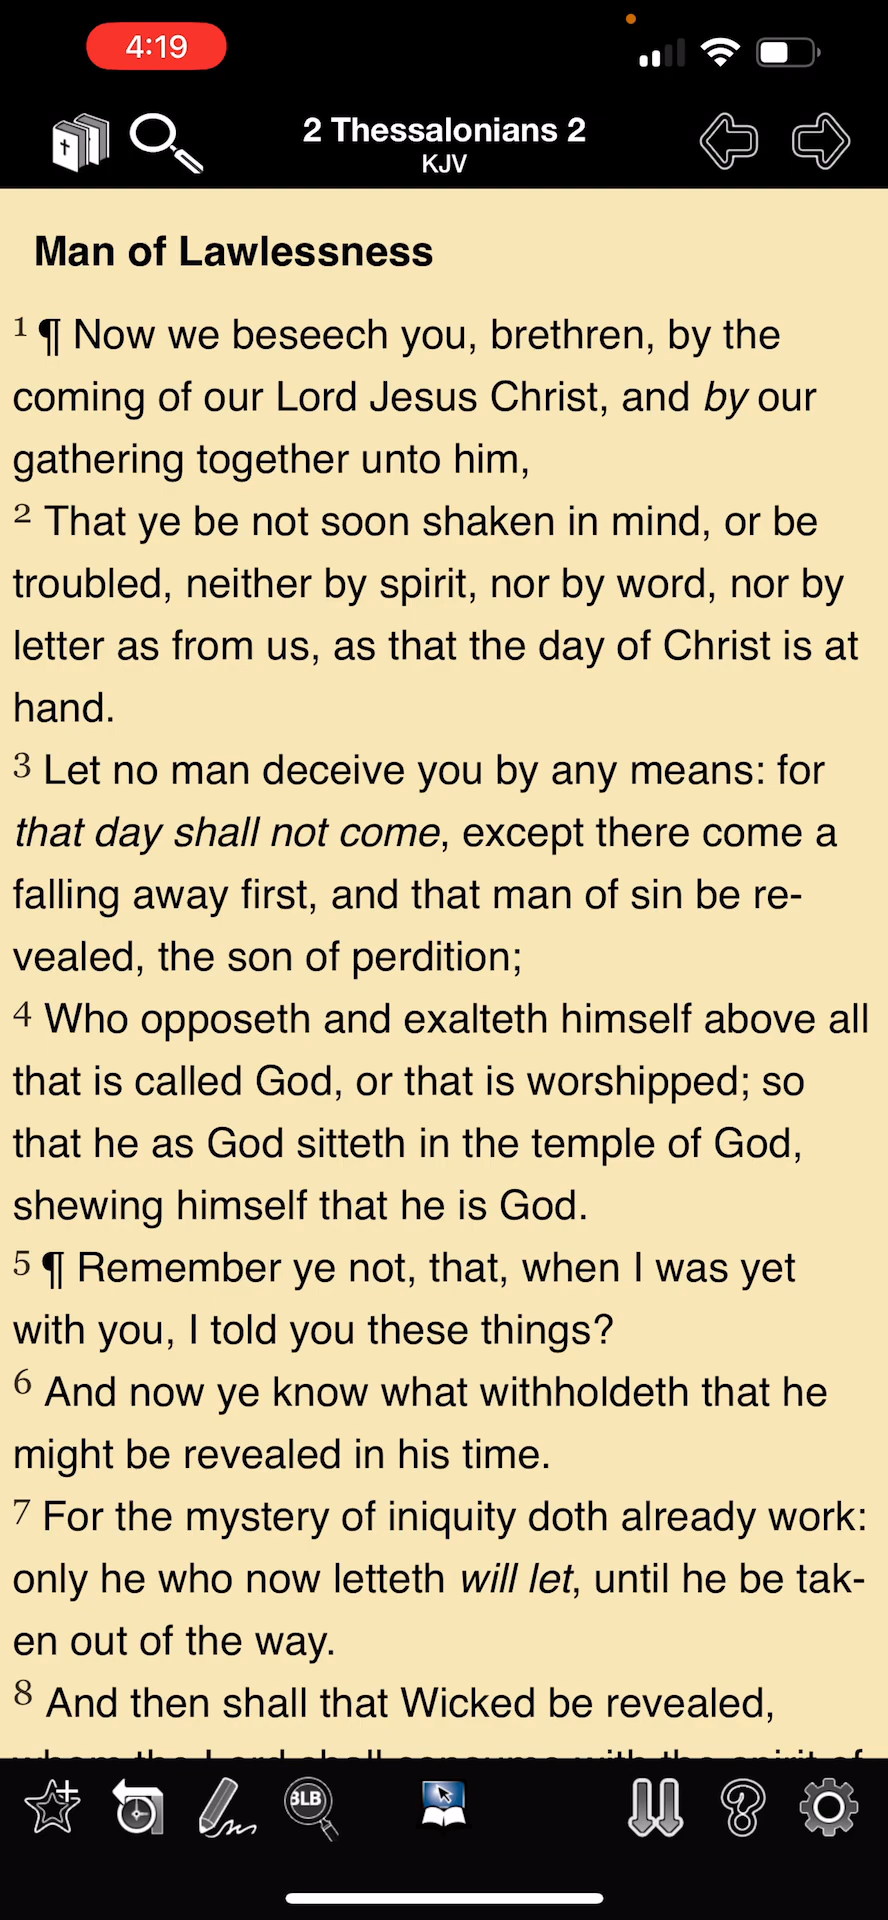 4:19
2 Thessalonians 2
KJV
Man of Lawlessness
1 ¶ Now we beseech you, brethren, by the
coming of our Lord Jesus Christ, and by our
gathering together unto him,
2 That ye be not soon shaken in mind, or be
troubled, neither by spirit, nor by word, nor by
letter as from us, as that the day of Christ is at
hand.
3 Let no man deceive you by any means: for
that day shall not come, except there come a
falling away first, and that man of sin be re-
vealed, the son of perdition;
4 Who opposeth and exalteth himself above all
that is called God, or that is worshipped; so
that he as God sitteth in the temple of God,
shewing himself that he is God.
5 ¶ Remember ye not, that, when I was yet
with you, I told you these things?
6 And now ye know what withholdeth that he
might be revealed in his time.
7 For the mystery of iniquity doth already work:
only he who now letteth will let, until he be tak-
en out of the way.
8 And then shall that Wicked be revealed,
whom the Lord shall consume with the spirit of
BLB